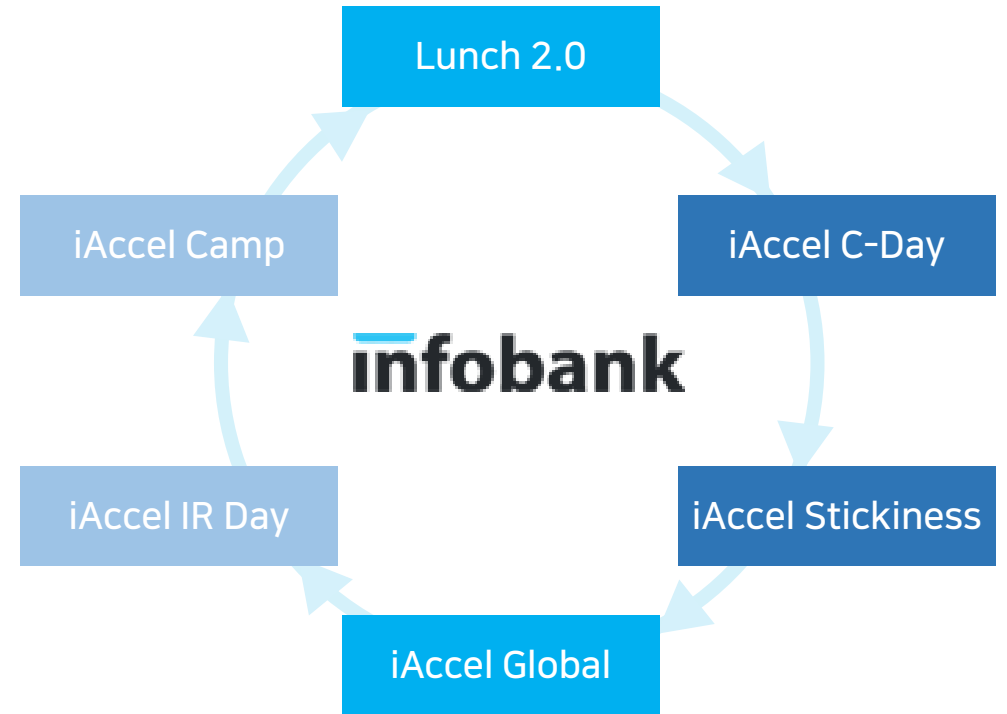 Lunch 2.0
iAccel Camp
iAccel C-Day
infobank
iAccel IR Day
iAccel Stickiness
iAccel Global